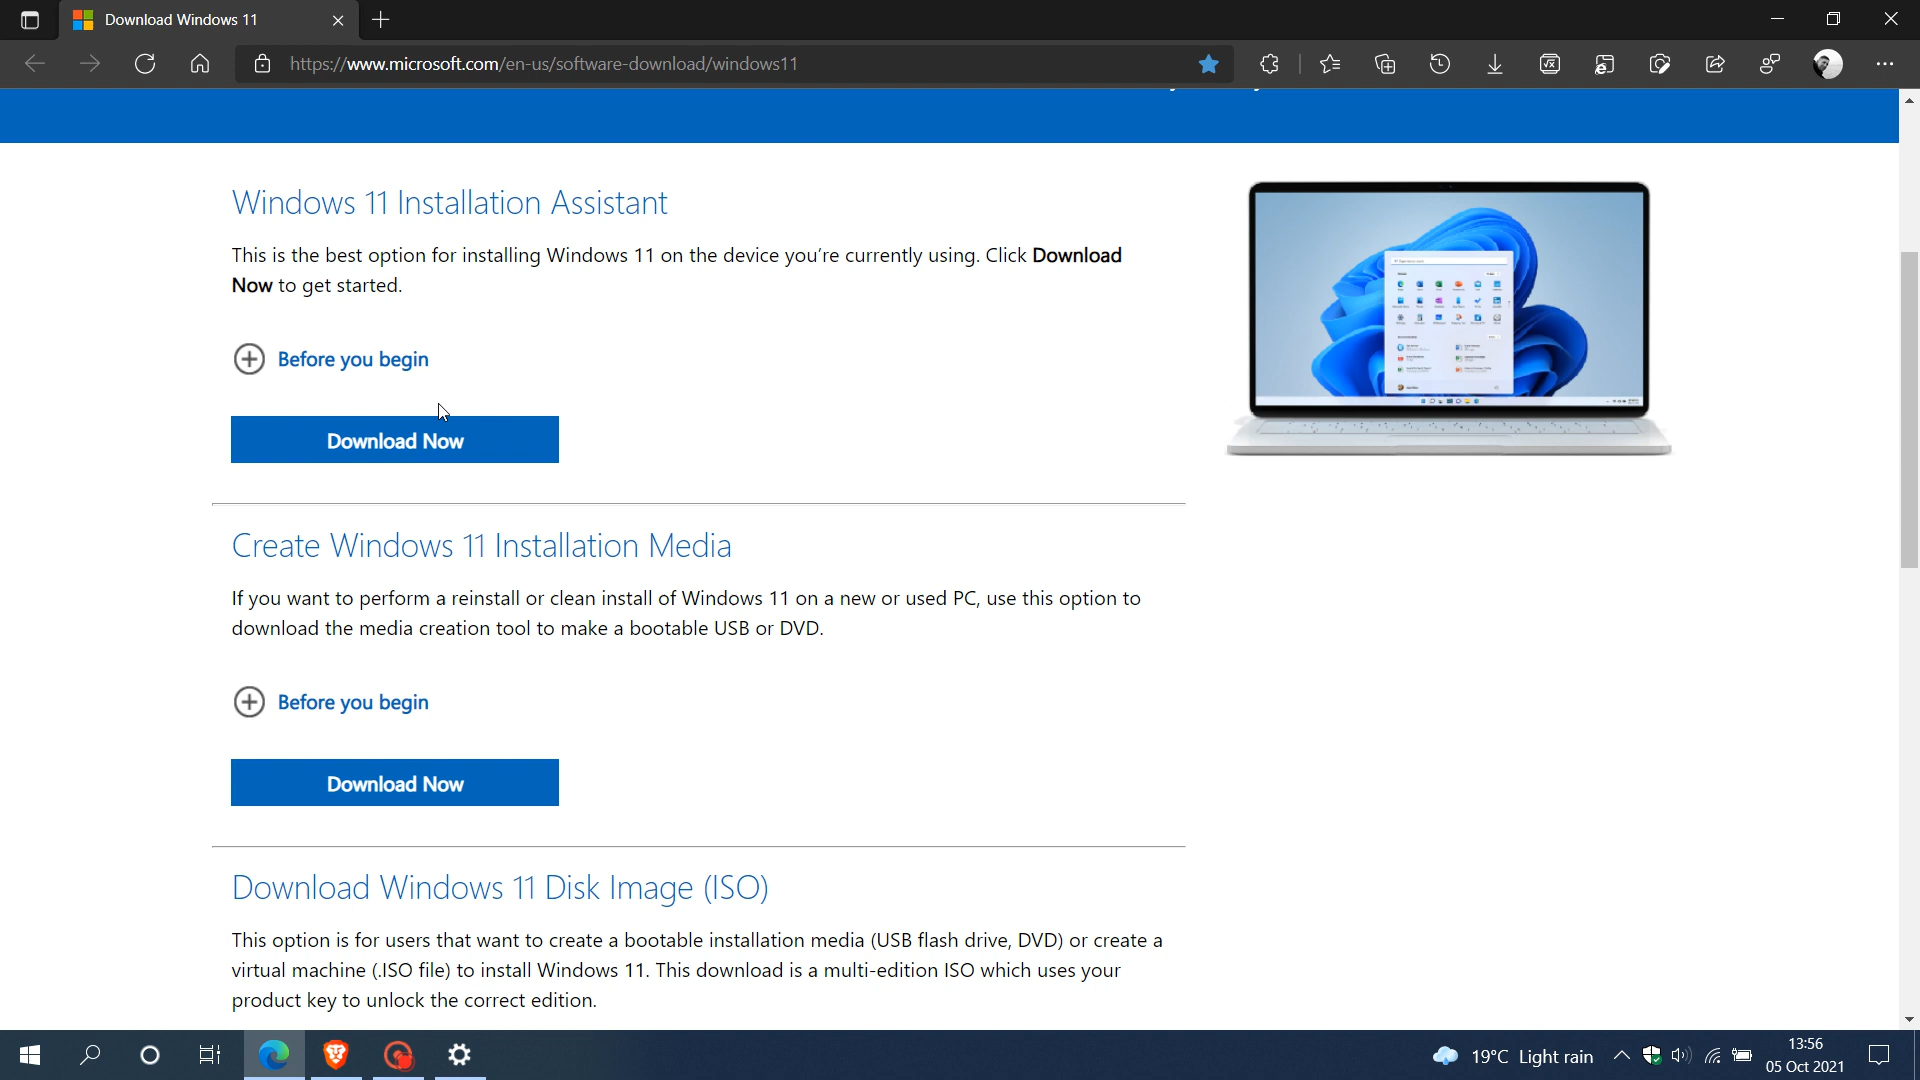 Download Windows 11
https://www.microsoft.com/en-us/software-download/windows11
Windows 11 Installation Assistant
This is the best option for installing Windows 11 on the device you're currently using. Click Download
Now to get started.
Before you begin
Download Now
Create Windows 11 Installation Media
If you want to perform a reinstall or clean install of Windows 11 on a new or used PC, use this option to
download the media creation tool to make a bootable USB or DVD.
Before you begin
Download Now
Download Windows 11 Disk Image (ISO)
This option is for users that want to create a bootable installation media (USB flash drive, DVD) or create a
virtual machine (.ISO file) to install Windows 11. This download is a multi-edition ISO which uses your
product key to unlock the correct edition.
19°C Light rain
13:56
05 Oct 2021